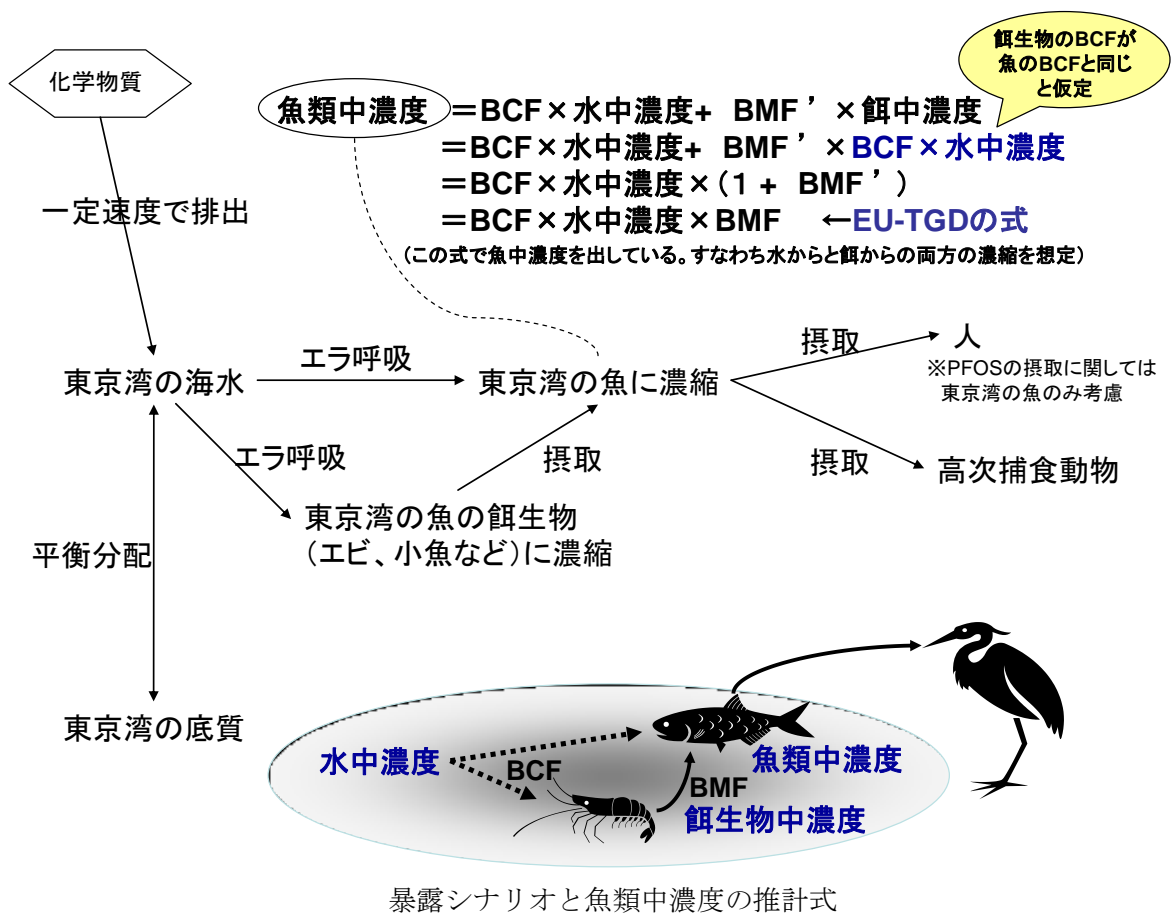 化学物質
餌生物のBCFが
魚のBCFと同じ
と仮定
魚類中濃度 =BCF×水中濃度+ BMF’×餌中濃度
=BCF×水中濃度+ BMF’×BCF×水中濃度
=BCF×水中濃度×(1 + BMF’)
=BCF×水中濃度×BMF ←EU-TGDの式
(この式で魚中濃度を出している。すなわち水からと餌からの両方の濃縮を想定)
一定速度で排出
東京湾の海水
エラ呼吸
東京湾の魚に濃縮
摂取
人
※PFOSの摂取に関しては
東京湾の魚のみ考慮
エラ呼吸
摂取
摂取
高次捕食動物
東京湾の魚の餌生物
(エビ、小魚など)に濃縮
平衡分配
東京湾の底質
水中濃度
BCF
魚類中濃度
BMF
餌生物中濃度
暴露シナリオと魚類中濃度の推計式